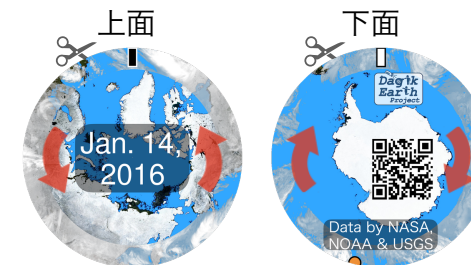 上面
下面
Jan. 14,
2016
Dagik
Earth
Project
Data by NASA,
NOAA & USGS